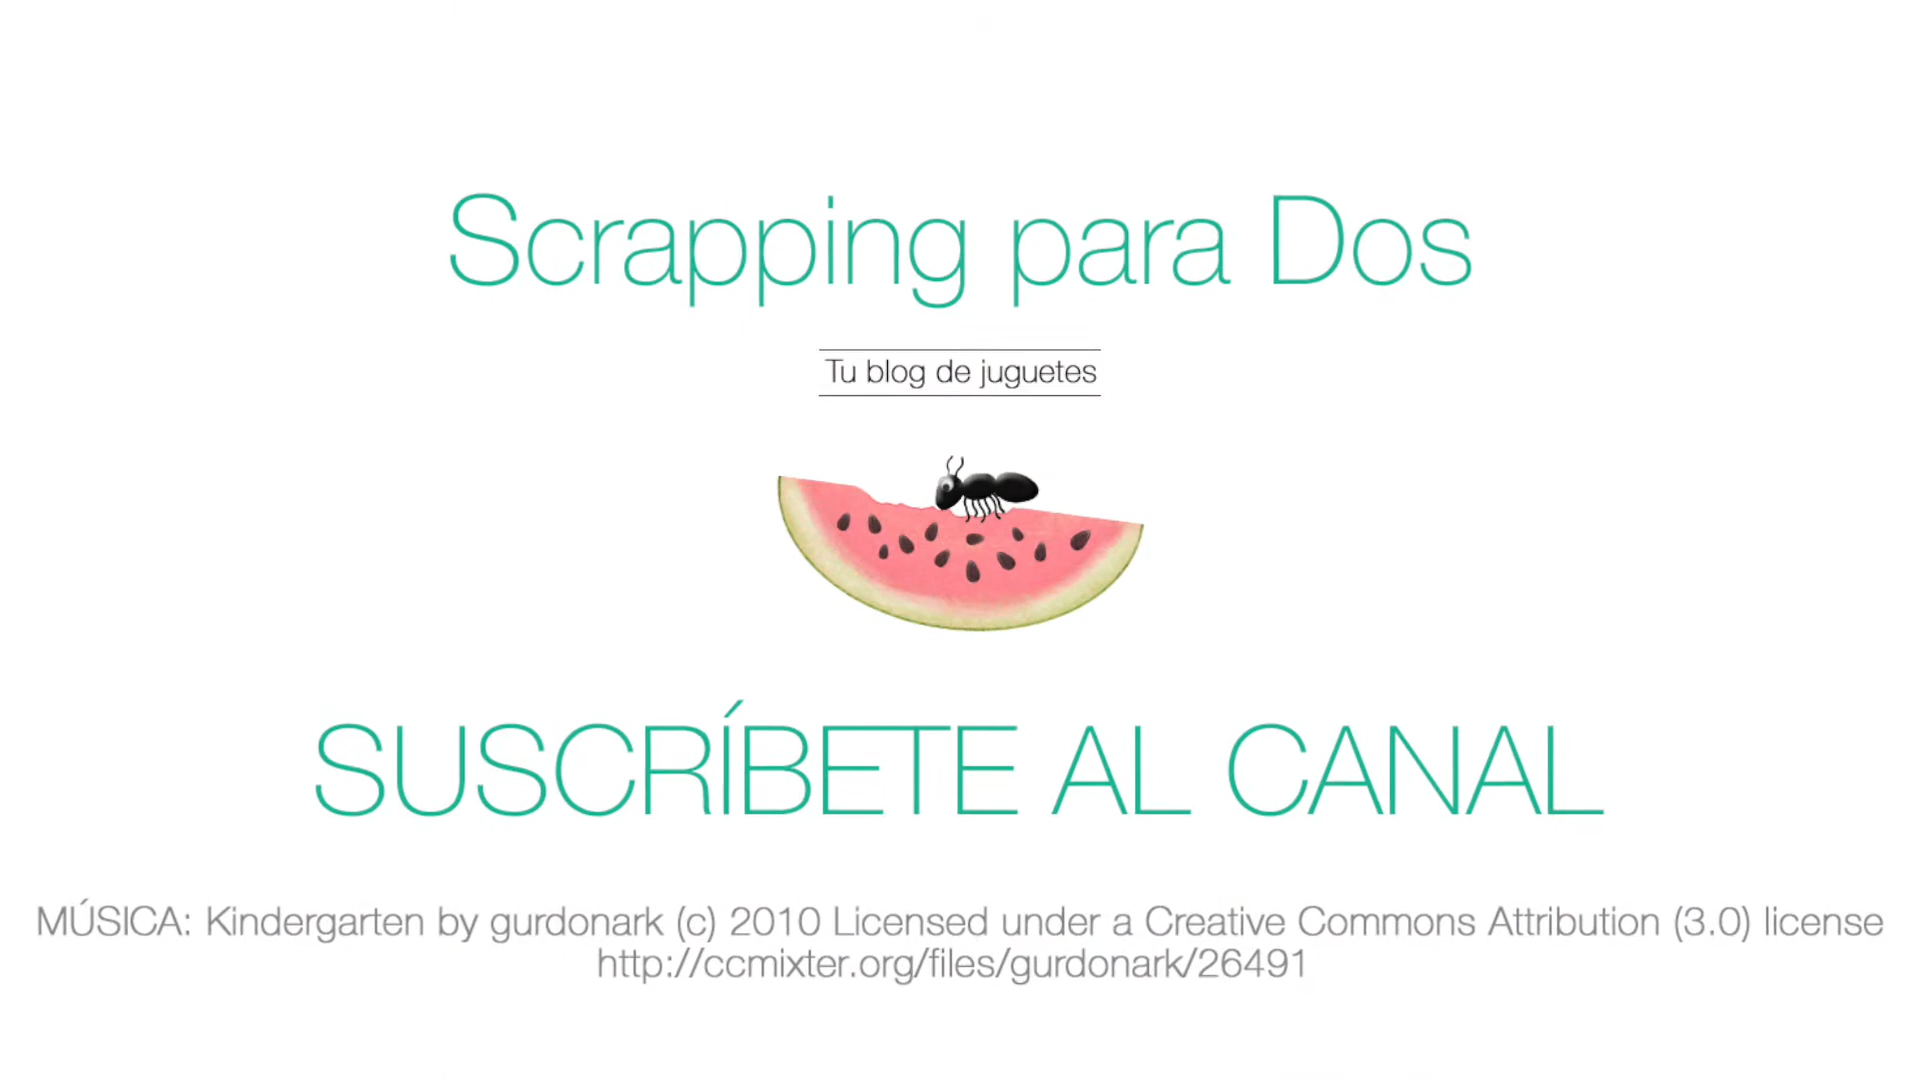 Scrapping para Dos
Tu blog de juguetes
SUSCRÍBETE AL CANAL
MÚSICA: Kindergarten by gurdonark (c) 2010 Licensed under a Creative Commons Attribution (3.0) license
http://ccmixter.org/files/gurdonark/26491